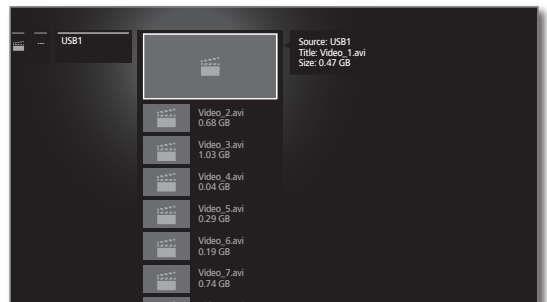 ...
USB1
Source: USB1
Title: Video_1.avi
Size: 0.47 GB
Video_2.avi
0.68 GB
Video_3.avi
1.03 GB
Video_4.avi
0.04 GB
Video_5.avi
0.29 GB
Video_6.avi
0.19 GB
Video_7.avi
0.74 GB